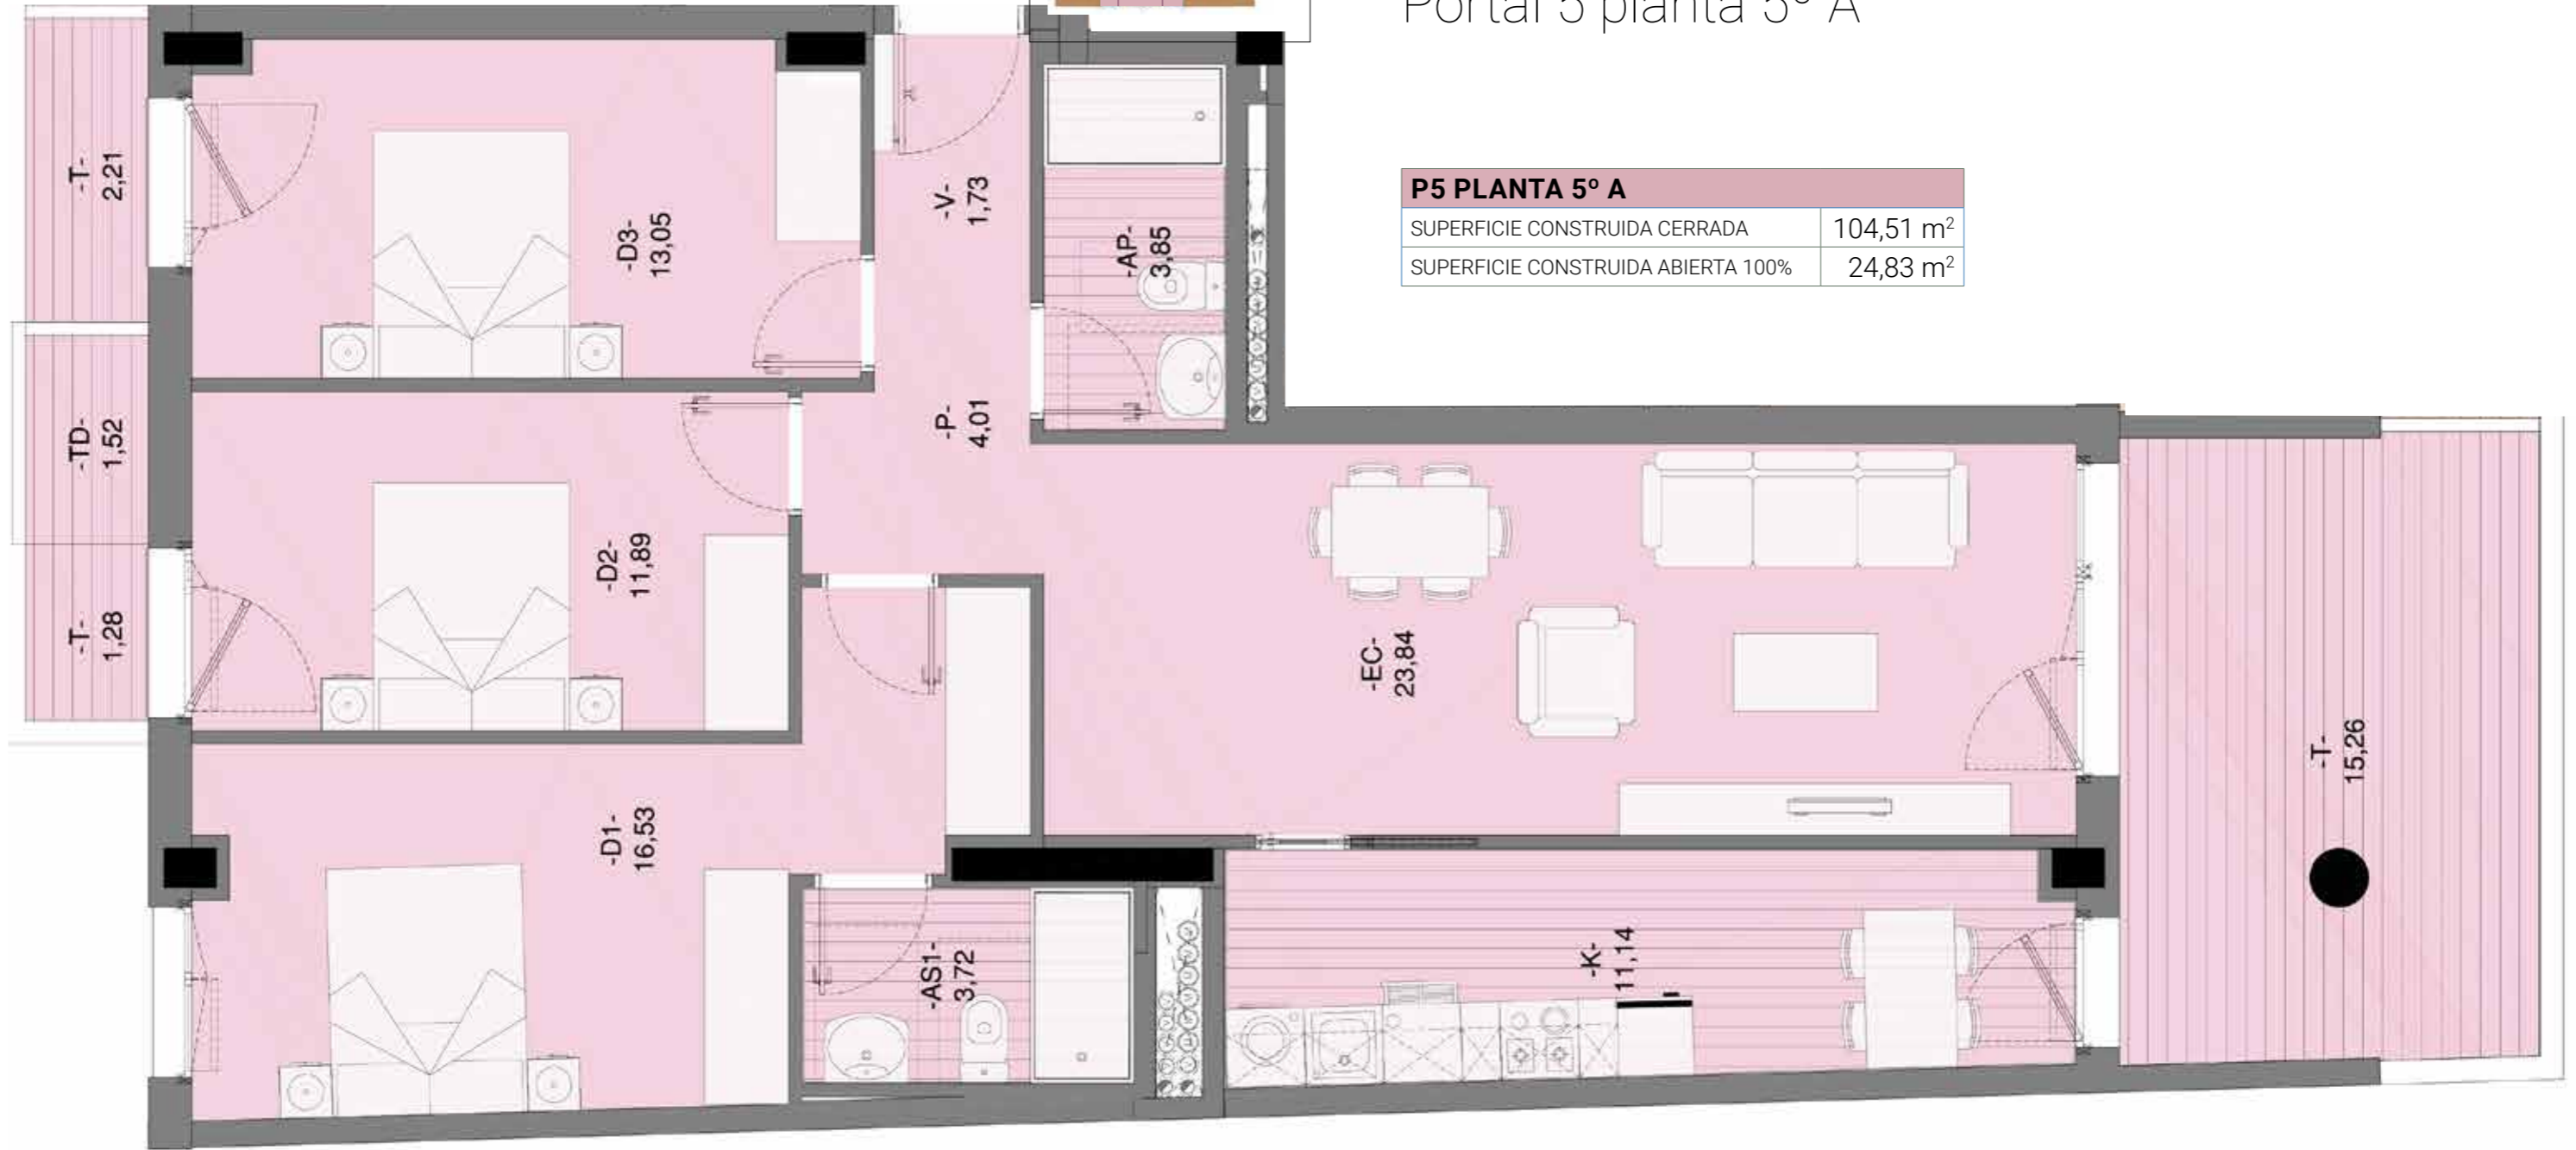 Portal 5 planta 5º A
P5 PLANTA 5º A
SUPERFICIE CONSTRUIDA CERRADA 104,51 m²
SUPERFICIE CONSTRUIDA ABIERTA 100% 24,83 m²
-T-
2,21
-TD-
1,52
-T-
1,28
-D3-
13,05
-D2-
11,89
-D1-
16,53
-V-
1,73
-P-
4,01
-AP-
3,85
-AS1-
3,72
-EC-
23,84
-K-
11,14
-T-
15,26